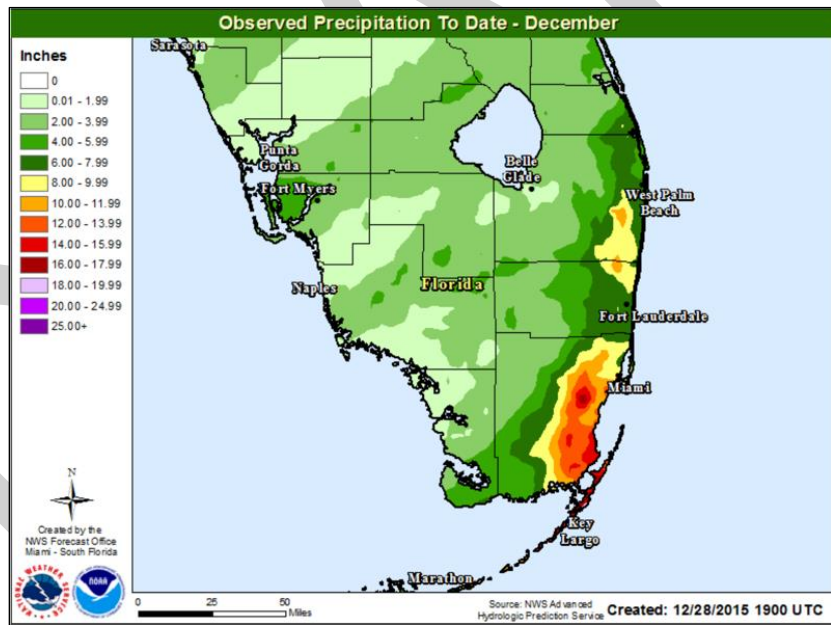 Observed Precipitation To Date - December
Inches
0
0.01 - 1.99
2.00 - 3.99
4.00 - 5.99
6.00 - 7.99
8.00 - 9.99
10.00 - 11.99
12.00 - 13.99
14.00 - 15.99
16.00 - 17.99
18.00 - 19.99
20.00 - 24.99
25.00+
Sarasota
Punta
Gorda
Fort Myers
Belle
Glade
West Palm
Beach
Naples
Florida
Fort Lauderdale
Miami
Key
Largo
Marathon
N
Created by the
NWS Forecast Office
Miami - South Florida
NATIONAL WEATHER SERVICE
NOAA
0 25 50
Miles
Source: NWS Advanced
Hydrologic Prediction Service
Created: 12/28/2015 1900 UTC